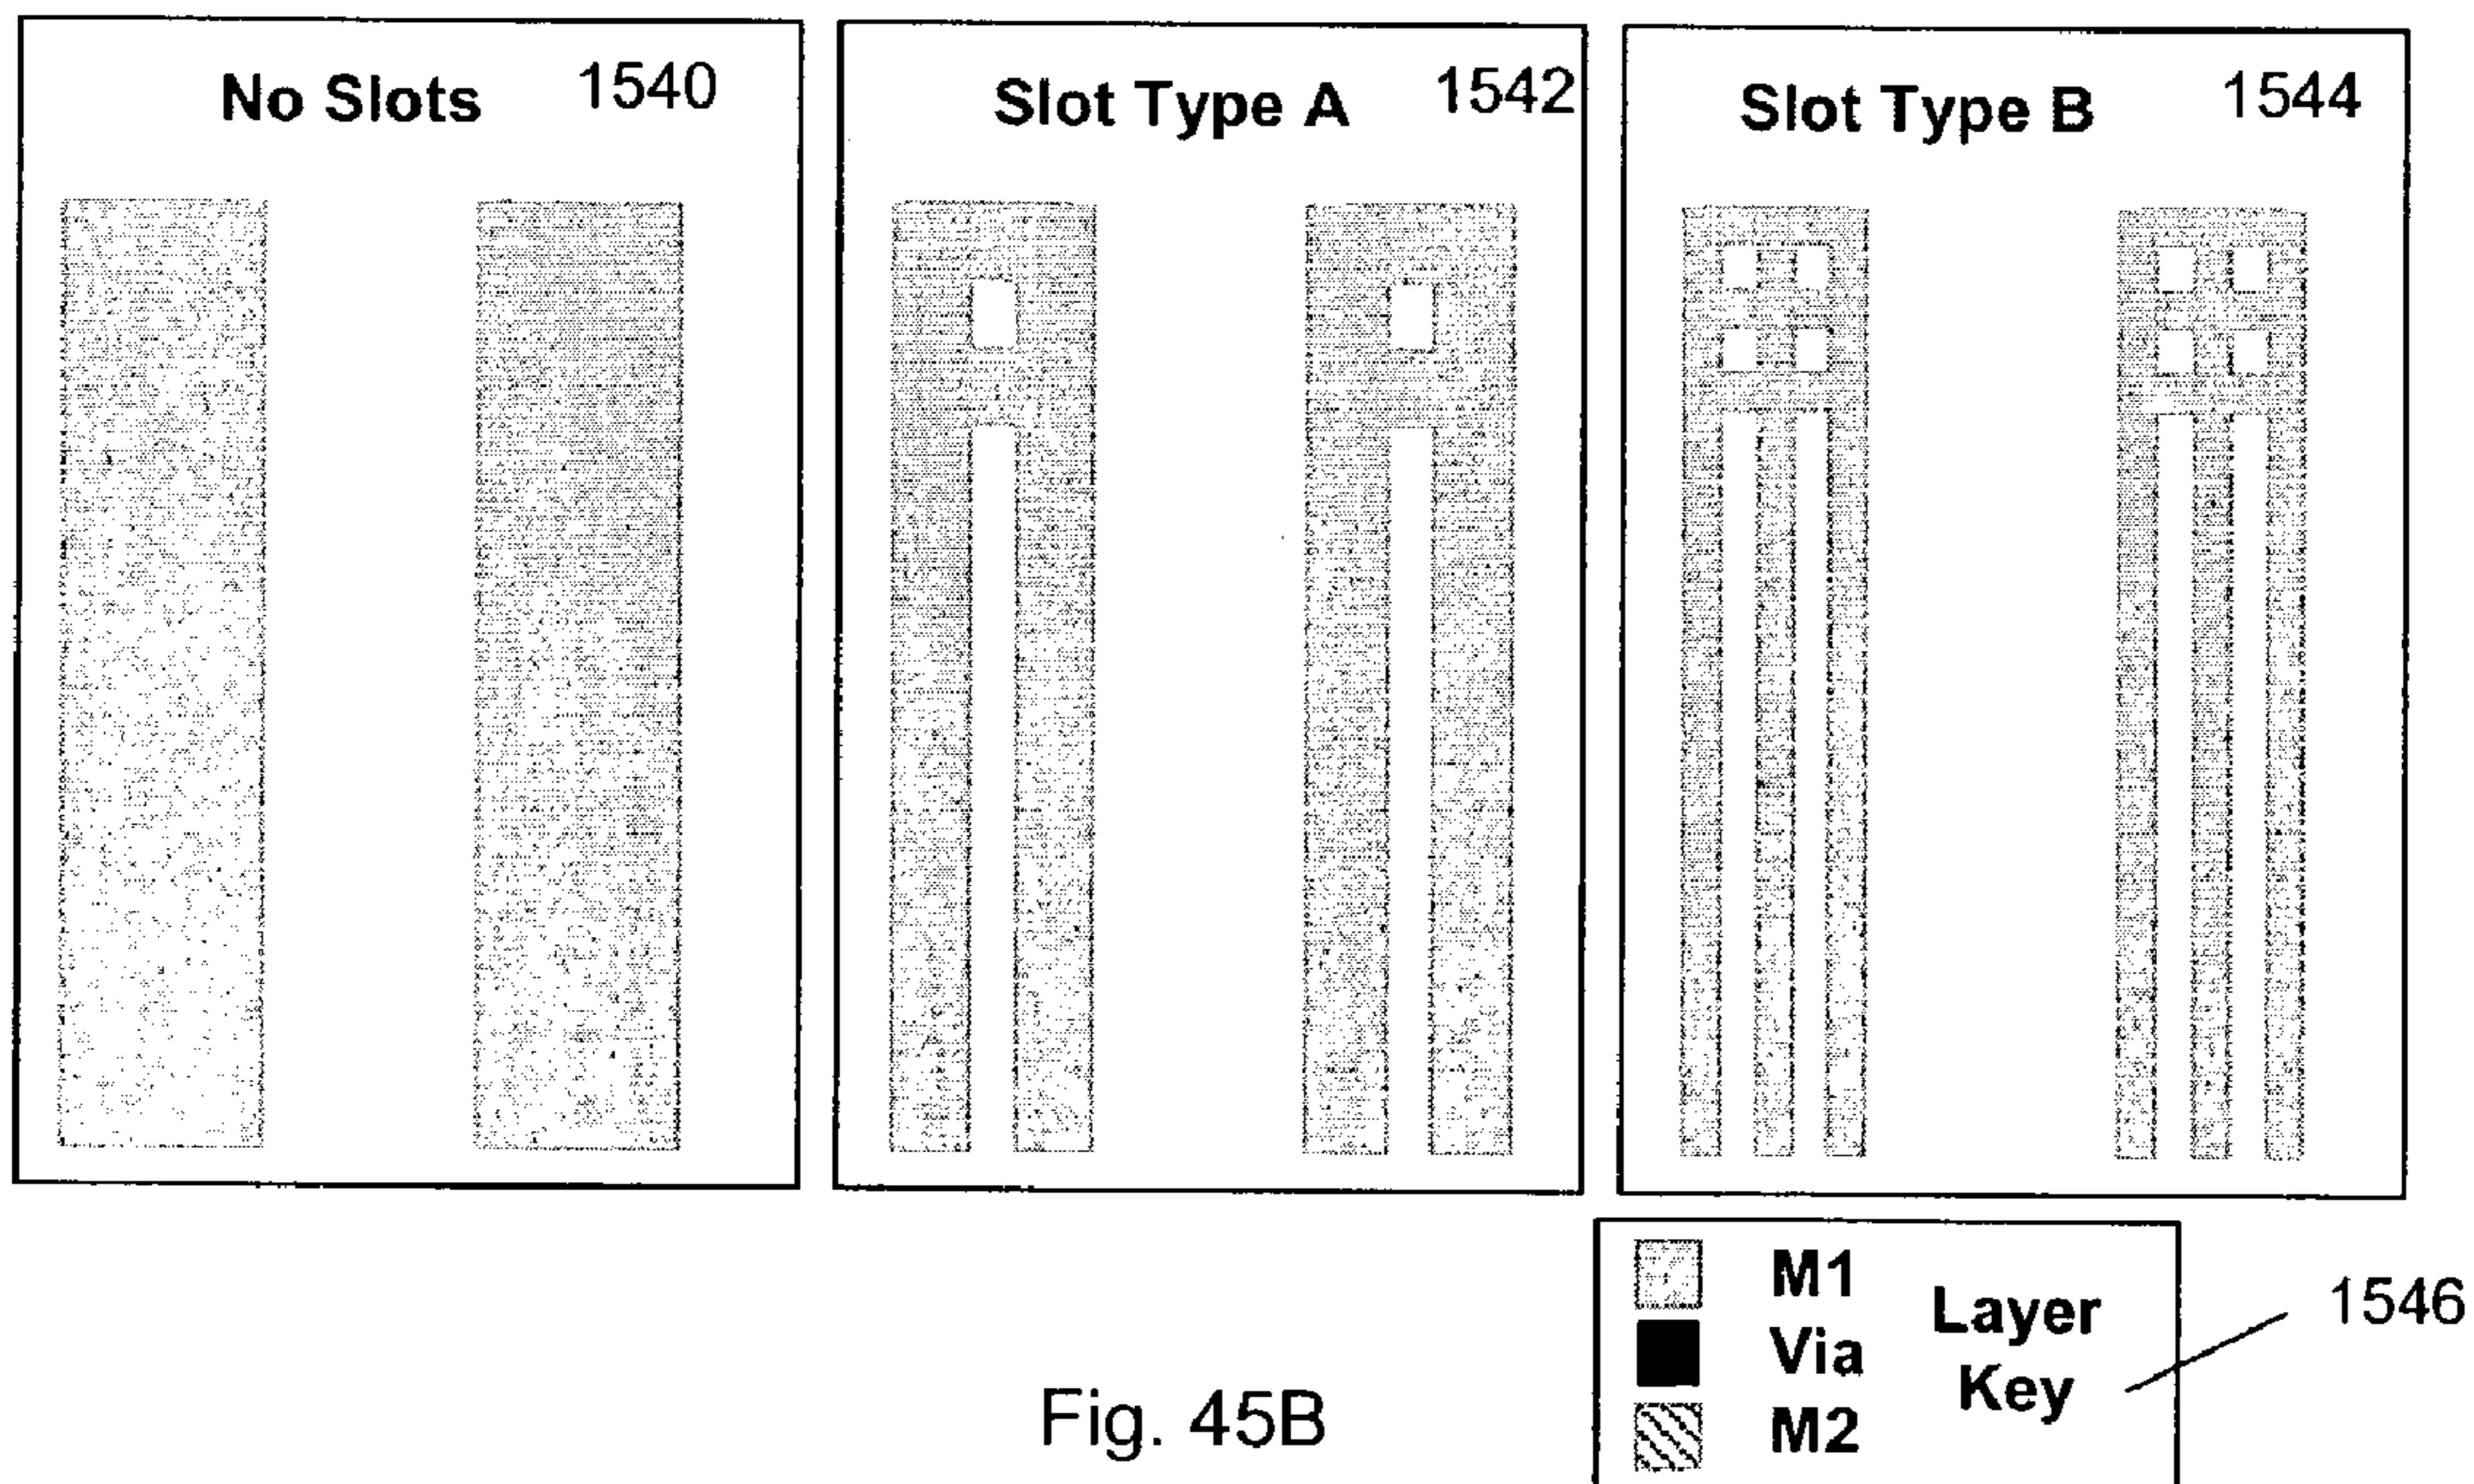 No Slots 1540
Slot Type A 1542
Slot Type B 1544
M1
Via
M2
Layer
Key
1546
Fig. 45B